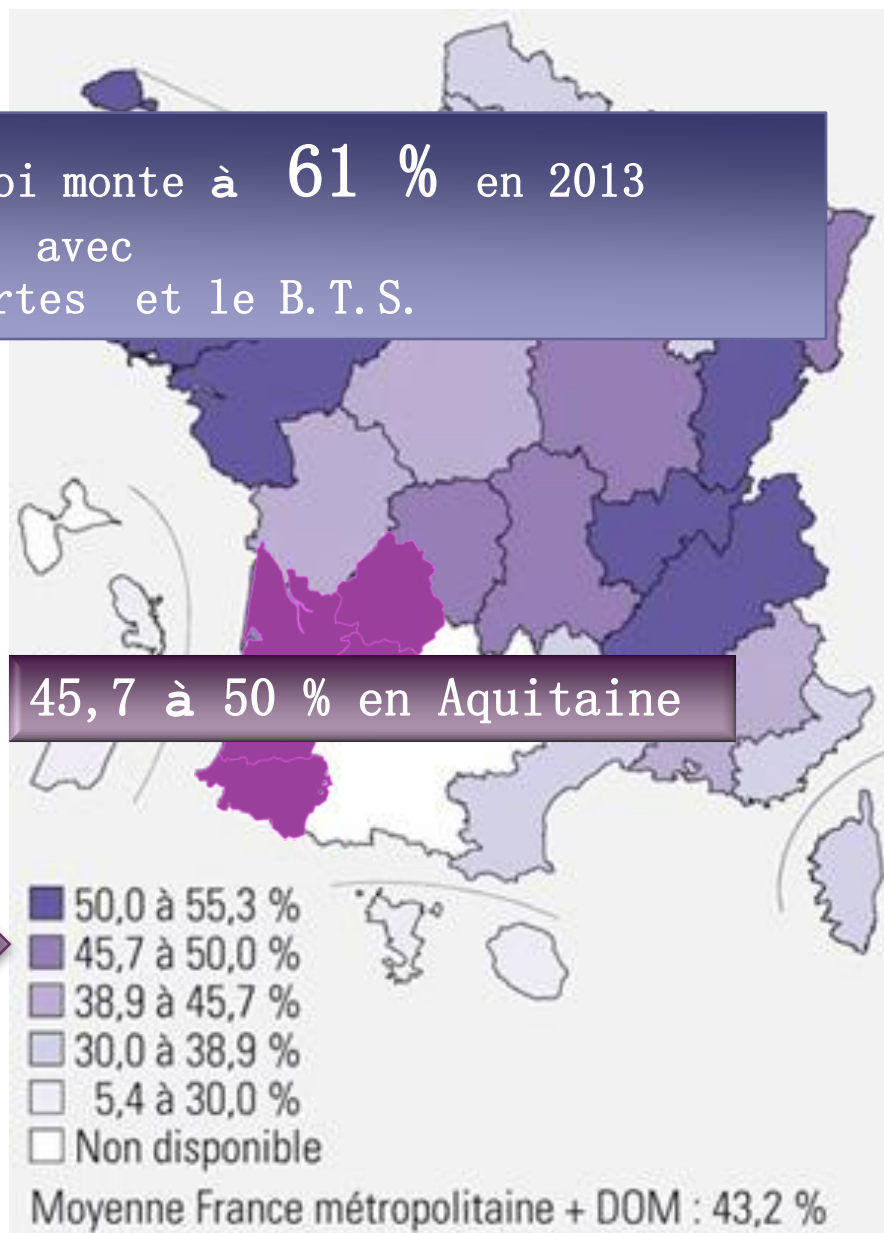 oi monte à 61 % en 2013
avec
rtes et le B.T.S.
45,7 à 50 % en Aquitaine
50,0 à 55,3 %
45,7 à 50,0 %
38,9 à 45,7 %
30,0 à 38,9 %
5,4 à 30,0 %
Non disponible
Moyenne France métropolitaine + DOM : 43,2 %